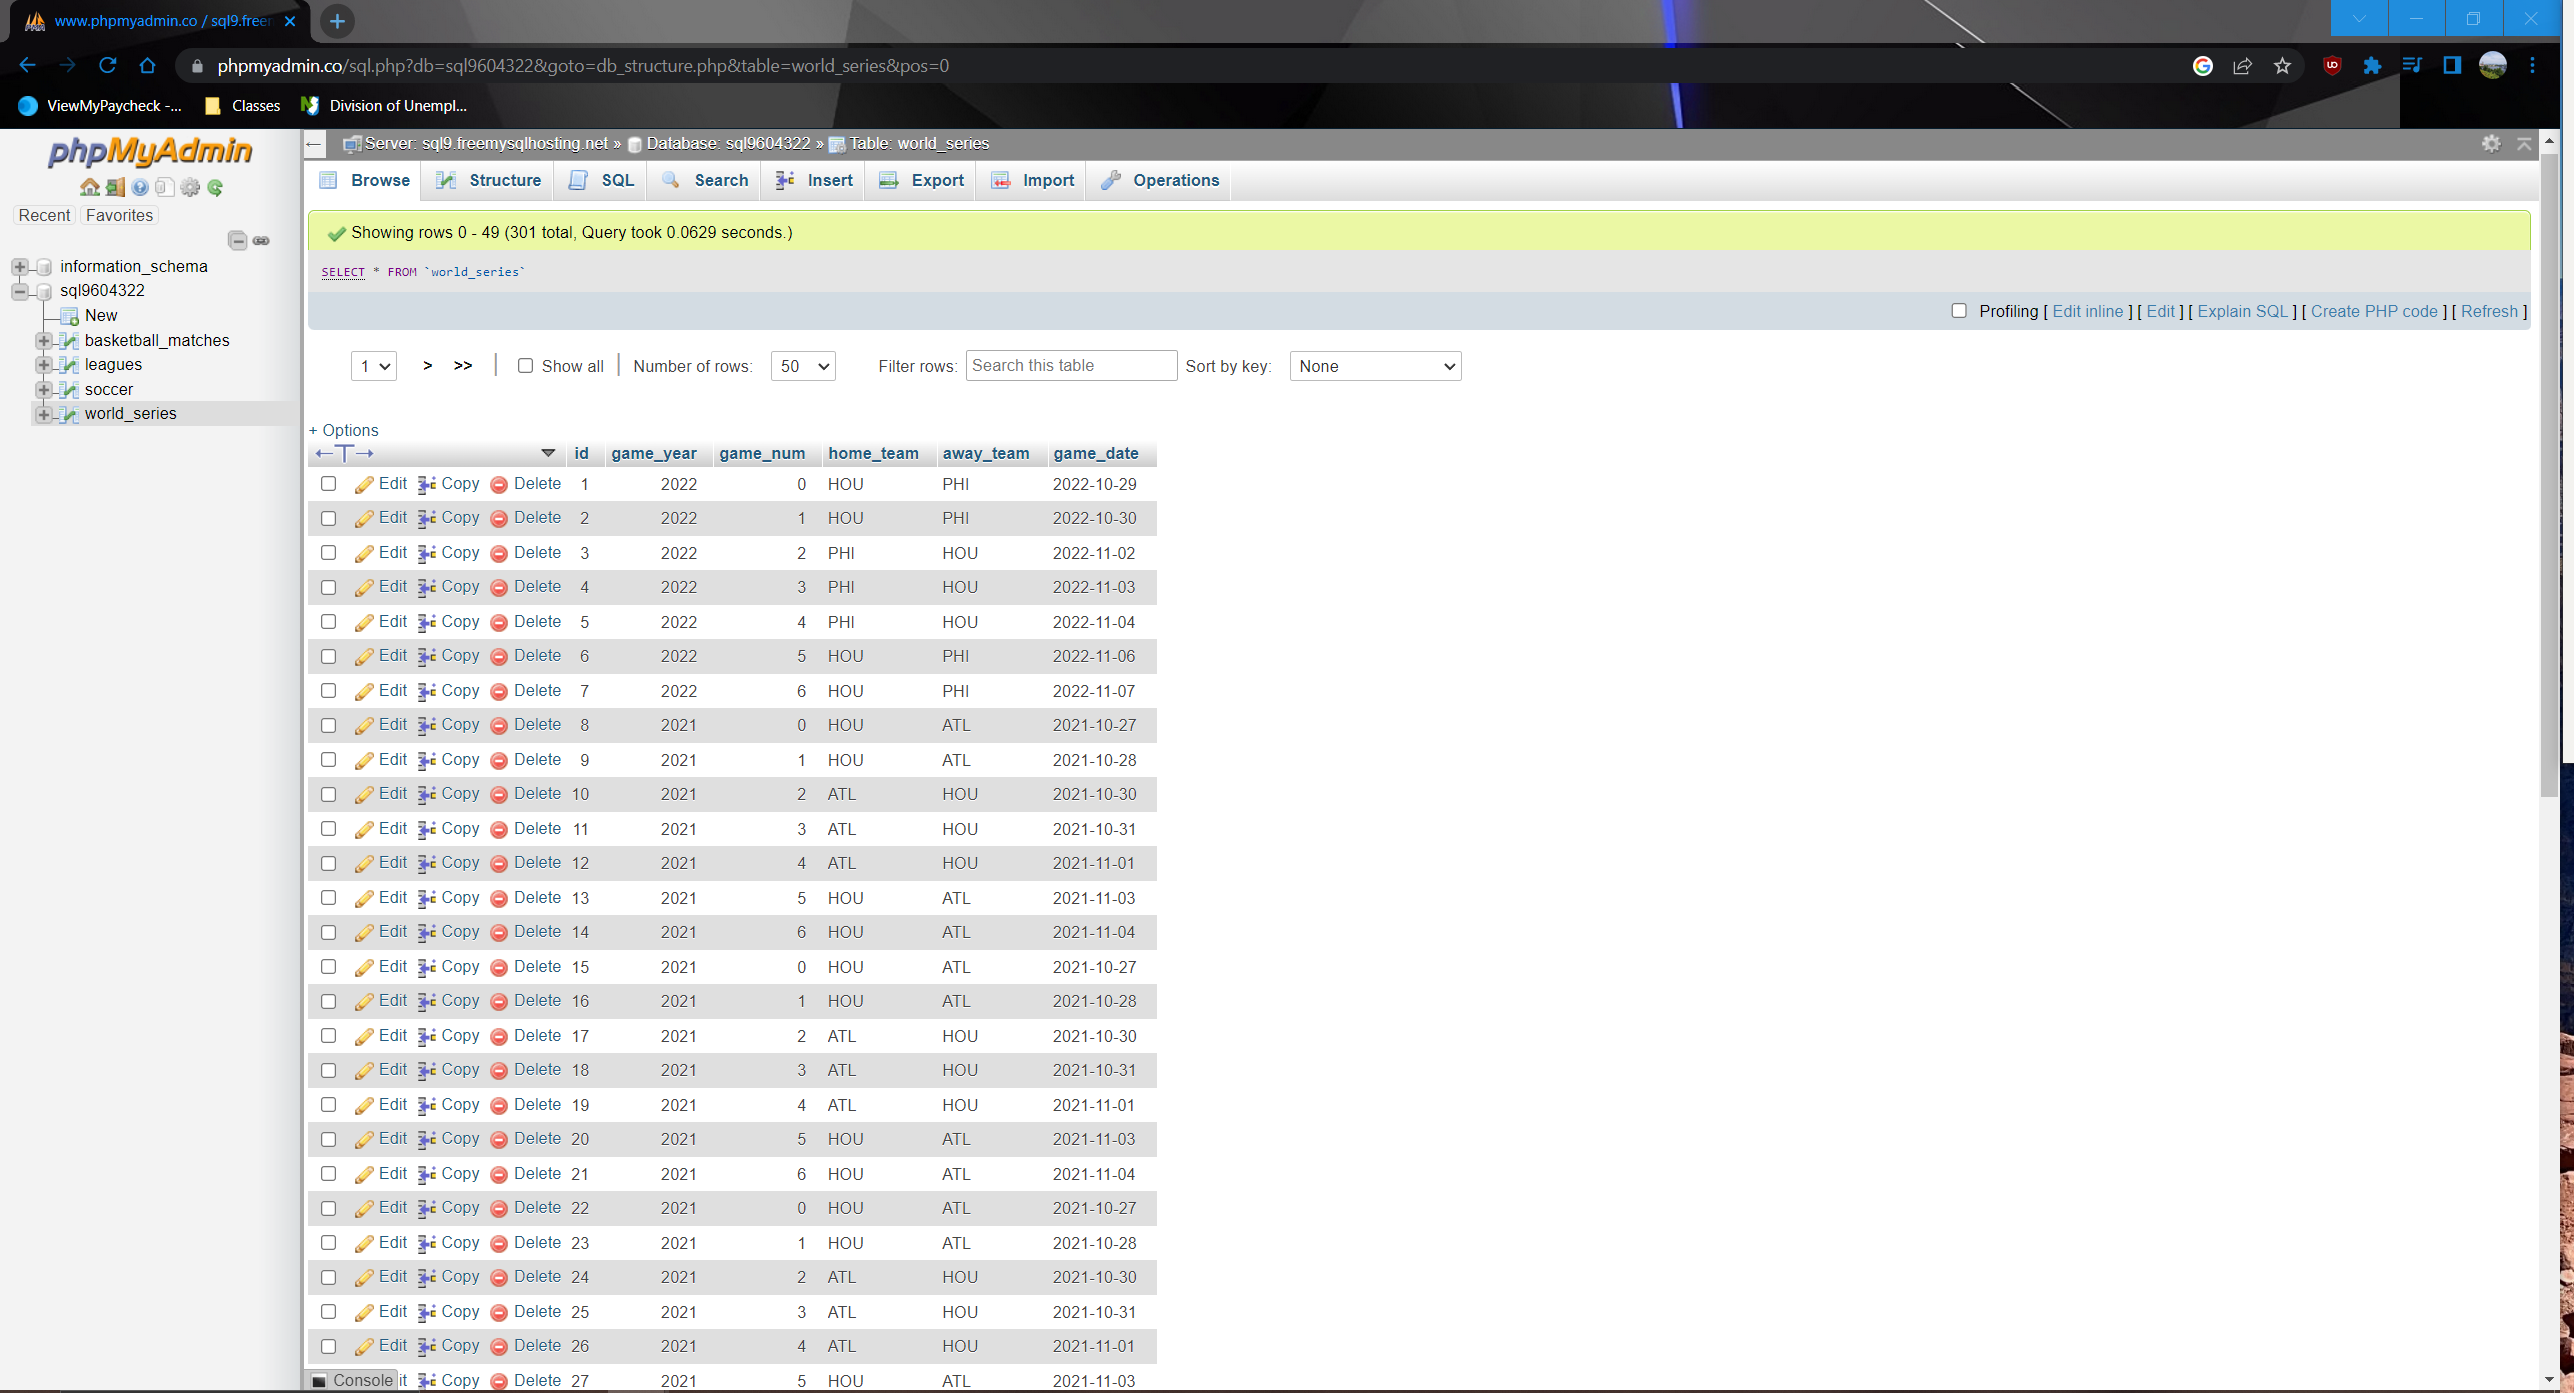 www.phpmyadmin.co / sql9.freer
phpmyadmin.co/sql.php?db=sql9604322&goto=db_structure.php&table=world_series&pos=0
ViewMyPaycheck -... Classes Division of Unempl...
phpMyAdmin
Recent Favorites
information_schema
sql9604322
New
basketball_matches
leagues
soccer
world_series
Server: sql9.freemysqlhosting.net » Database: sql9604322 » Table: world_series
Browse Structure SQL Search Insert Export Import Operations
Showing rows 0 - 49 (301 total, Query took 0.0629 seconds.)
SELECT * FROM `world_series`
Profiling [ Edit inline ] [ Edit ] [ Explain SQL ] [ Create PHP code ] [ Refresh ]
1 > >> | Show all | Number of rows: 50 Filter rows: Search this table Sort by key: None
+ Options
←T→ id game_year game_num home_team away_team game_date
Edit Copy Delete 1 2022 0 HOU PHI 2022-10-29
Edit Copy Delete 2 2022 1 HOU PHI 2022-10-30
Edit Copy Delete 3 2022 2 PHI HOU 2022-11-02
Edit Copy Delete 4 2022 3 PHI HOU 2022-11-03
Edit Copy Delete 5 2022 4 PHI HOU 2022-11-04
Edit Copy Delete 6 2022 5 HOU PHI 2022-11-06
Edit Copy Delete 7 2022 6 HOU PHI 2022-11-07
Edit Copy Delete 8 2021 0 HOU ATL 2021-10-27
Edit Copy Delete 9 2021 1 HOU ATL 2021-10-28
Edit Copy Delete 10 2021 2 ATL HOU 2021-10-30
Edit Copy Delete 11 2021 3 ATL HOU 2021-10-31
Edit Copy Delete 12 2021 4 ATL HOU 2021-11-01
Edit Copy Delete 13 2021 5 HOU ATL 2021-11-03
Edit Copy Delete 14 2021 6 HOU ATL 2021-11-04
Edit Copy Delete 15 2021 0 HOU ATL 2021-10-27
Edit Copy Delete 16 2021 1 HOU ATL 2021-10-28
Edit Copy Delete 17 2021 2 ATL HOU 2021-10-30
Edit Copy Delete 18 2021 3 ATL HOU 2021-10-31
Edit Copy Delete 19 2021 4 ATL HOU 2021-11-01
Edit Copy Delete 20 2021 5 HOU ATL 2021-11-03
Edit Copy Delete 21 2021 6 HOU ATL 2021-11-04
Edit Copy Delete 22 2021 0 HOU ATL 2021-10-27
Edit Copy Delete 23 2021 1 HOU ATL 2021-10-28
Edit Copy Delete 24 2021 2 ATL HOU 2021-10-30
Edit Copy Delete 25 2021 3 ATL HOU 2021-10-31
Edit Copy Delete 26 2021 4 ATL HOU 2021-11-01
Console it Copy Delete 27 2021 5 HOU ATL 2021-11-03